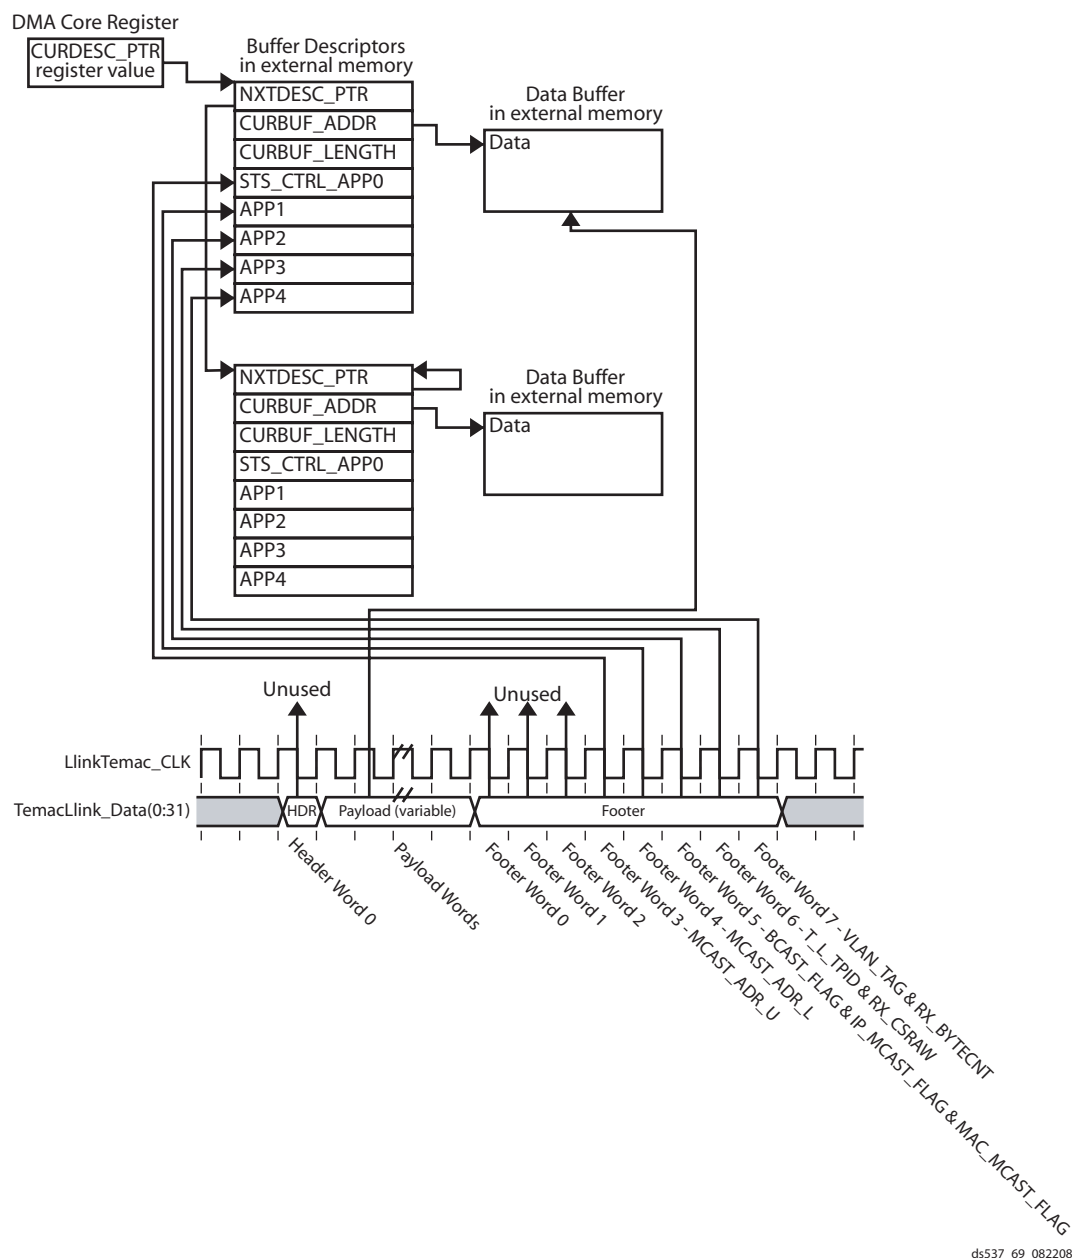 DMA Core Register
CURDESC_PTR
register value
Buffer Descriptors
in external memory
NXTDESC_PTR
CURBUF_ADDR
CURBUF_LENGTH
STS_CTRL_APP0
APP1
APP2
APP3
APP4
Data Buffer
in external memory
Data
NXTDESC_PTR
CURBUF_ADDR
CURBUF_LENGTH
STS_CTRL_APP0
APP1
APP2
APP3
APP4
Data Buffer
in external memory
Data
Unused
Unused
LlinkTemac_CLK
TemacLlink_Data(0:31)
HDR
Payload (variable)
Footer
Header Word 0
Payload Words
Footer Word 0
Footer Word 1
Footer Word 2
Footer Word 3 - MCAST_ADR_U
Footer Word 4 - MCAST_ADR_L
Footer Word 5 - BCAST_FLAG & IP_MCAST_FLAG & MAC_MCAST_FLAG
Footer Word 6 - T_L_TPID & RX_CSRAW
Footer Word 7 - VLAN_TAG & RX_BYTECNT
ds537_69_082208